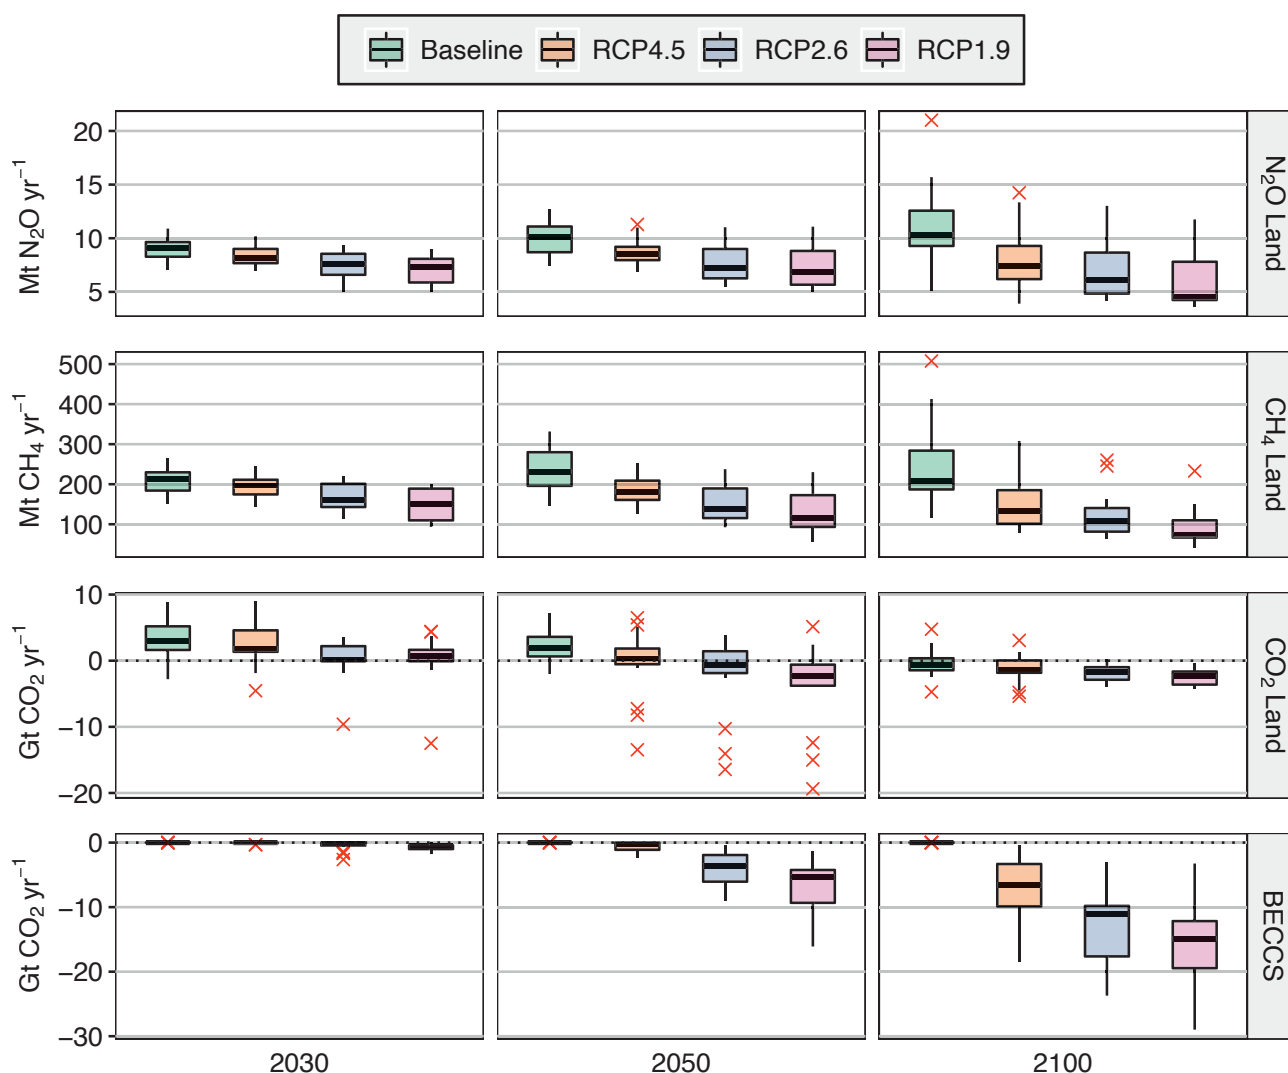 Baseline RCP4.5 RCP2.6 RCP1.9
Mt N₂O yr⁻¹
20
15
10
5
N₂O Land
Mt CH₄ yr⁻¹
500
400
300
200
100
CH₄ Land
Gt CO₂ yr⁻¹
10
0
−10
−20
CO₂ Land
Gt CO₂ yr⁻¹
0
−10
−20
−30
BECCS
2030 2050 2100